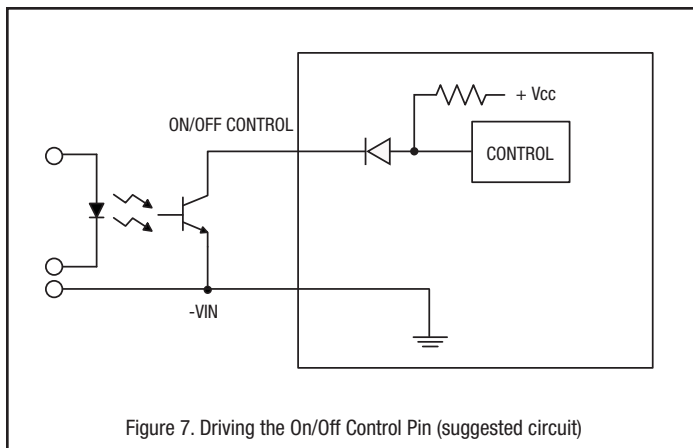 + Vcc
ON/OFF CONTROL
CONTROL
-VIN
Figure 7. Driving the On/Off Control Pin (suggested circuit)